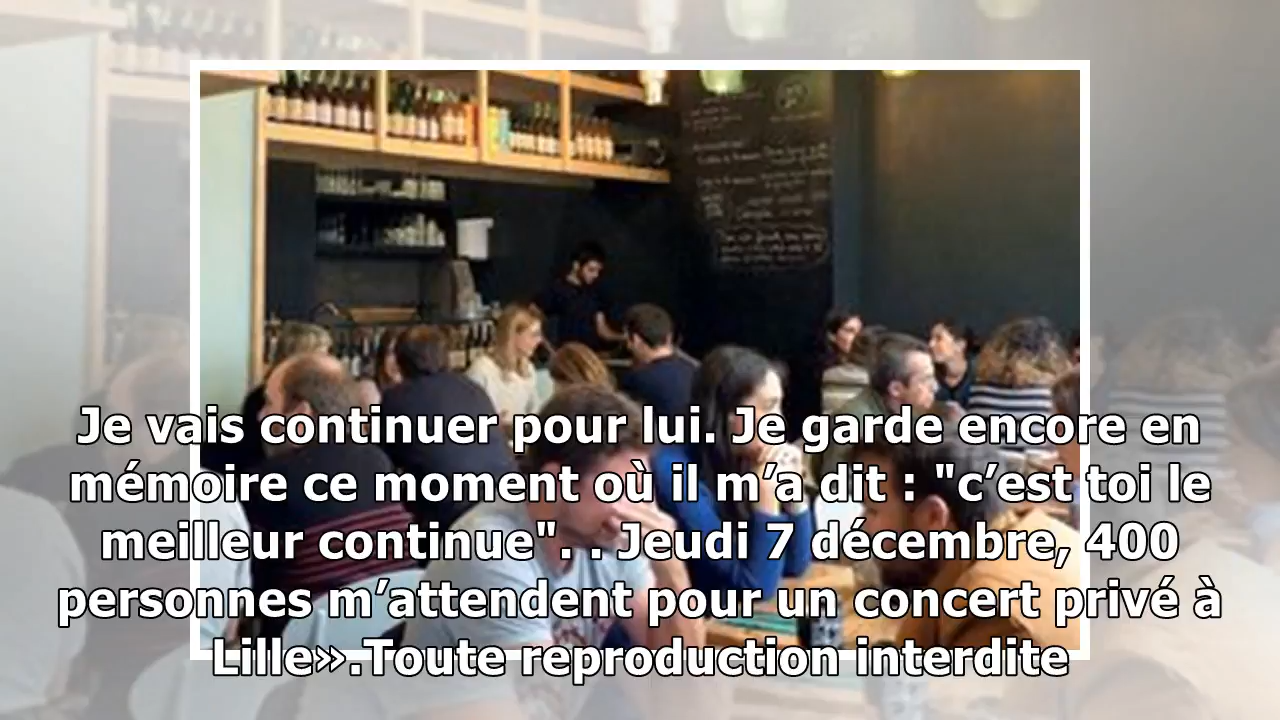 Je vais continuer pour lui. Je garde encore en
mémoire ce moment où il m’a dit : "c’est toi le
meilleur continue". . Jeudi 7 décembre, 400
personnes m’attendent pour un concert privé à
Lille».Toute reproduction interdite